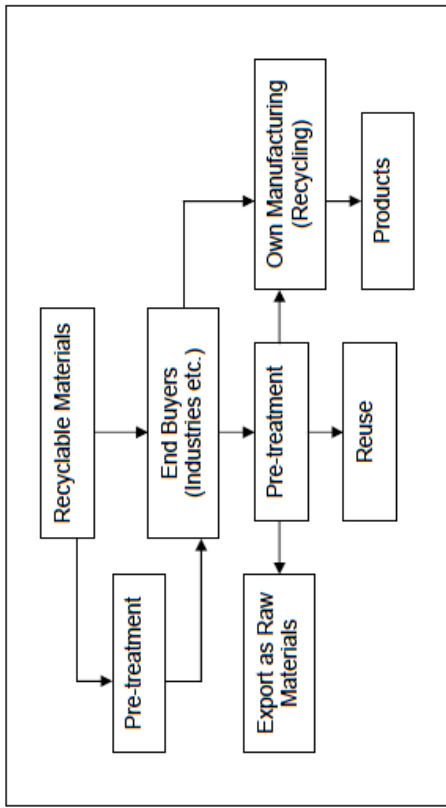 Recyclable Materials
Pre-treatment
End Buyers
(Industries etc.)
Export as Raw
Materials
Pre-treatment
Own Manufacturing
(Recycling)
Reuse
Products